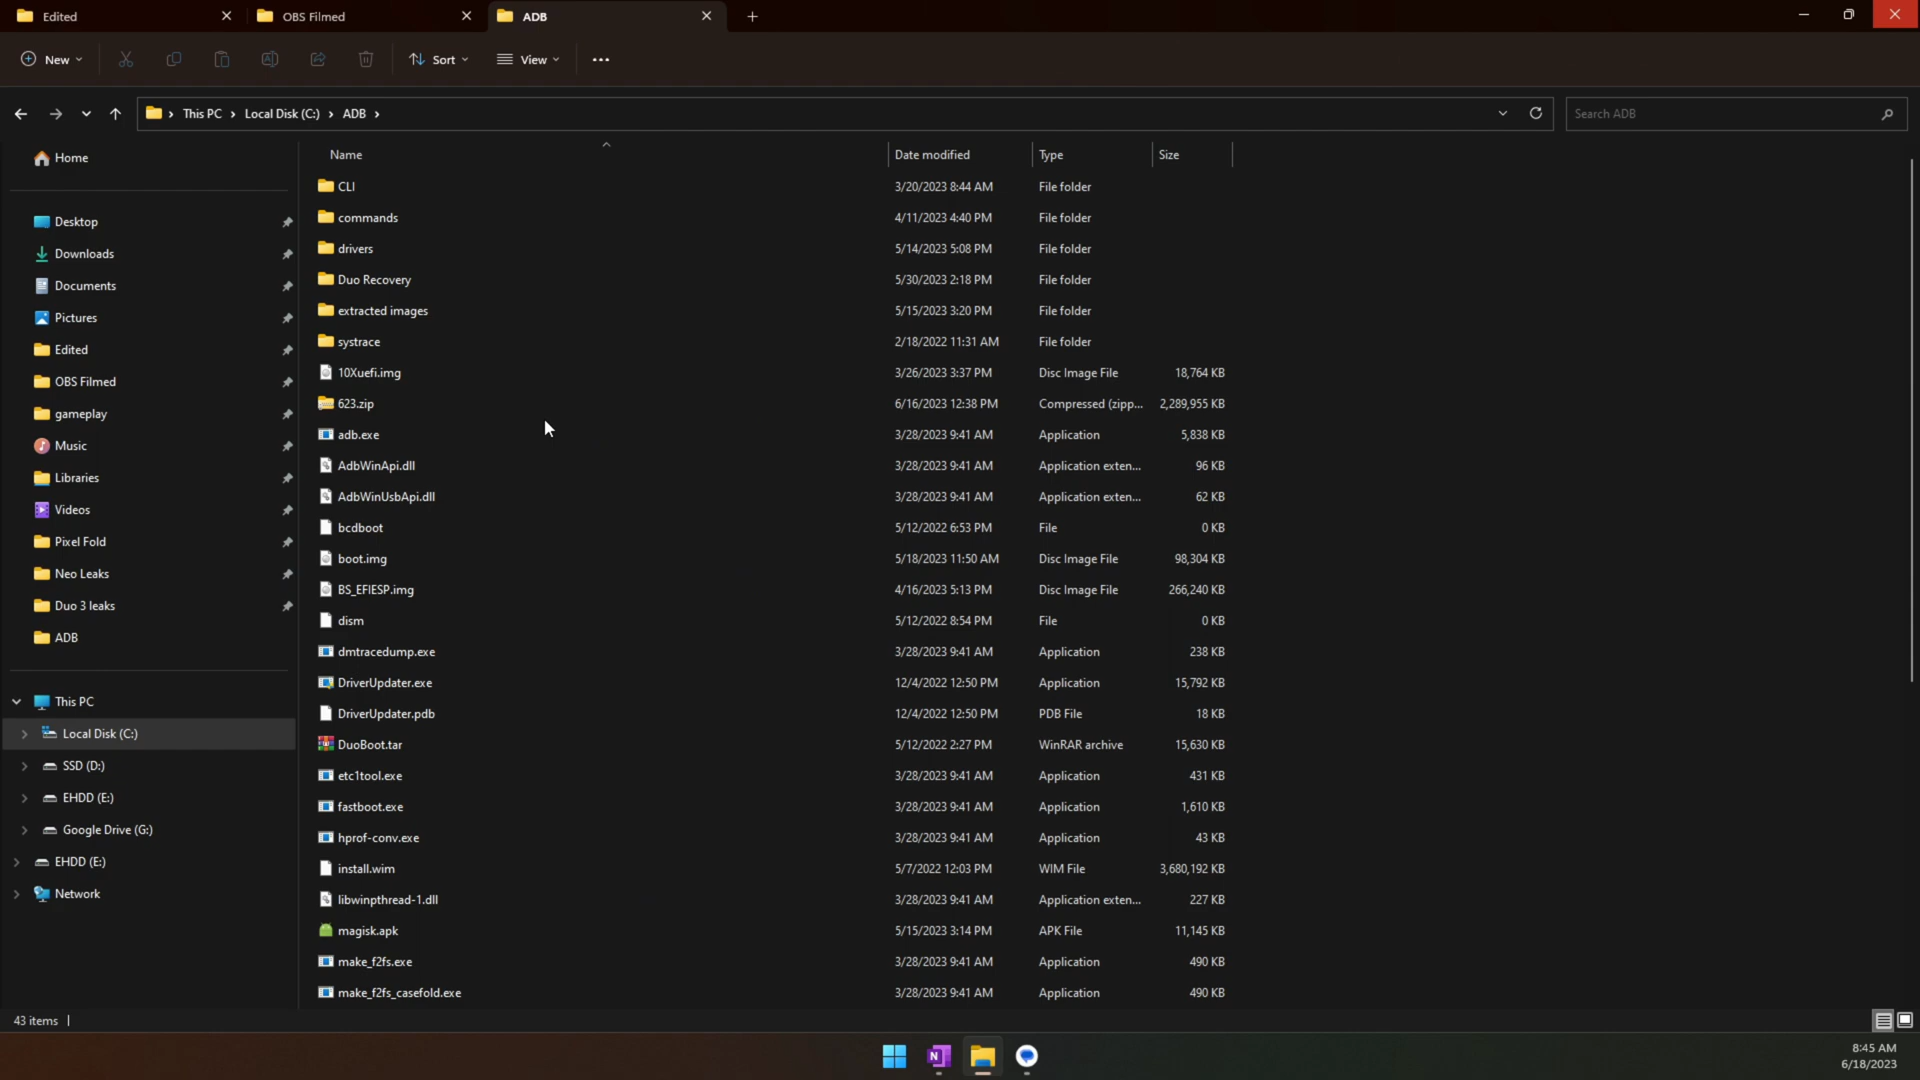 Edited
OBS Filmed
ADB
New
Sort
View
This PC
Local Disk (C:)
ADB
Search ADB
Name
Date modified
Type
Size
Home
Desktop
Downloads
Documents
Pictures
Edited
OBS Filmed
gameplay
Music
Libraries
Videos
Pixel Fold
Neo Leaks
Duo 3 leaks
ADB
This PC
Local Disk (C:)
SSD (D:)
EHDD (E:)
Google Drive (G:)
EHDD (E:)
Network
CLI 3/20/2023 8:44 AM File folder
commands 4/11/2023 4:40 PM File folder
drivers 5/14/2023 5:08 PM File folder
Duo Recovery 5/30/2023 2:18 PM File folder
extracted images 5/15/2023 3:20 PM File folder
systrace 2/18/2022 11:31 AM File folder
10Xuefi.img 3/26/2023 3:37 PM Disc Image File 18,764 KB
623.zip 6/16/2023 12:38 PM Compressed (zipp... 2,289,955 KB
adb.exe 3/28/2023 9:41 AM Application 5,838 KB
AdbWinApi.dll 3/28/2023 9:41 AM Application exten... 96 KB
AdbWinUsbApi.dll 3/28/2023 9:41 AM Application exten... 62 KB
bcdboot 5/12/2022 6:53 PM File 0 KB
boot.img 5/18/2023 11:50 AM Disc Image File 98,304 KB
BS_EFIESP.img 4/16/2023 5:13 PM Disc Image File 266,240 KB
dism 5/12/2022 8:54 PM File 0 KB
dmtracedump.exe 3/28/2023 9:41 AM Application 238 KB
DriverUpdater.exe 12/4/2022 12:50 PM Application 15,792 KB
DriverUpdater.pdb 12/4/2022 12:50 PM PDB File 18 KB
DuoBoot.tar 5/12/2022 2:27 PM WinRAR archive 15,630 KB
etc1tool.exe 3/28/2023 9:41 AM Application 431 KB
fastboot.exe 3/28/2023 9:41 AM Application 1,610 KB
hprof-conv.exe 3/28/2023 9:41 AM Application 43 KB
install.wim 5/7/2022 12:03 PM WIM File 3,680,192 KB
libwinpthread-1.dll 3/28/2023 9:41 AM Application exten... 227 KB
magisk.apk 5/15/2023 3:14 PM APK File 11,145 KB
make_f2fs.exe 3/28/2023 9:41 AM Application 490 KB
make_f2fs_casefold.exe 3/28/2023 9:41 AM Application 490 KB
43 items
N
8:45 AM
6/18/2023